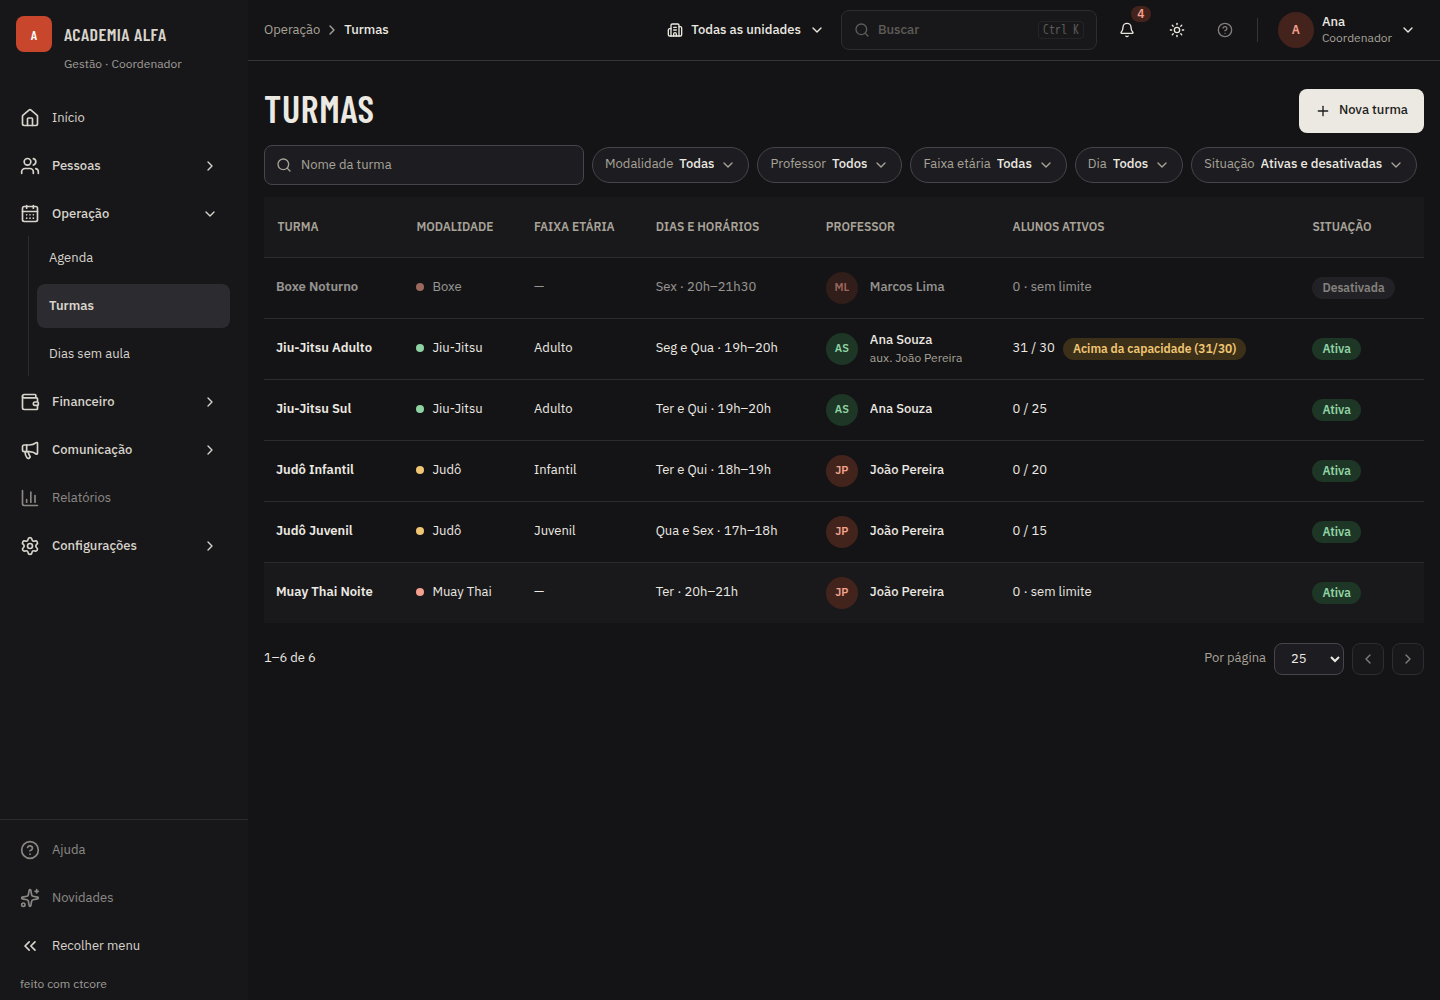 A
ACADEMIA ALFA
Gestão · Coordenador
Início
Pessoas
Operação
Agenda
Turmas
Dias sem aula
Financeiro
Comunicação
Relatórios
Configurações
Ajuda
Novidades
Recolher menu
feito com ctcore
Operação > Turmas
Todas as unidades
Buscar
Ctrl K
4
A
Ana
Coordenador
TURMAS
+ Nova turma
Nome da turma
Modalidade Todas
Professor Todos
Faixa etária Todas
Dia Todos
Situação Ativas e desativadas
TURMA MODALIDADE FAIXA ETÁRIA DIAS E HORÁRIOS PROFESSOR ALUNOS ATIVOS SITUAÇÃO
Boxe Noturno Boxe — Sex · 20h–21h30 ML Marcos Lima 0 · sem limite Desativada
Jiu-Jitsu Adulto Jiu-Jitsu Adulto Seg e Qua · 19h–20h AS Ana Souza 31 / 30 Acima da capacidade (31/30) Ativa
aux. João Pereira
Jiu-Jitsu Sul Jiu-Jitsu Adulto Ter e Qui · 19h–20h AS Ana Souza 0 / 25 Ativa
Judô Infantil Judô Infantil Ter e Qui · 18h–19h JP João Pereira 0 / 20 Ativa
Judô Juvenil Judô Juvenil Qua e Sex · 17h–18h JP João Pereira 0 / 15 Ativa
Muay Thai Noite Muay Thai — Ter · 20h–21h JP João Pereira 0 · sem limite Ativa
1–6 de 6
Por página 25